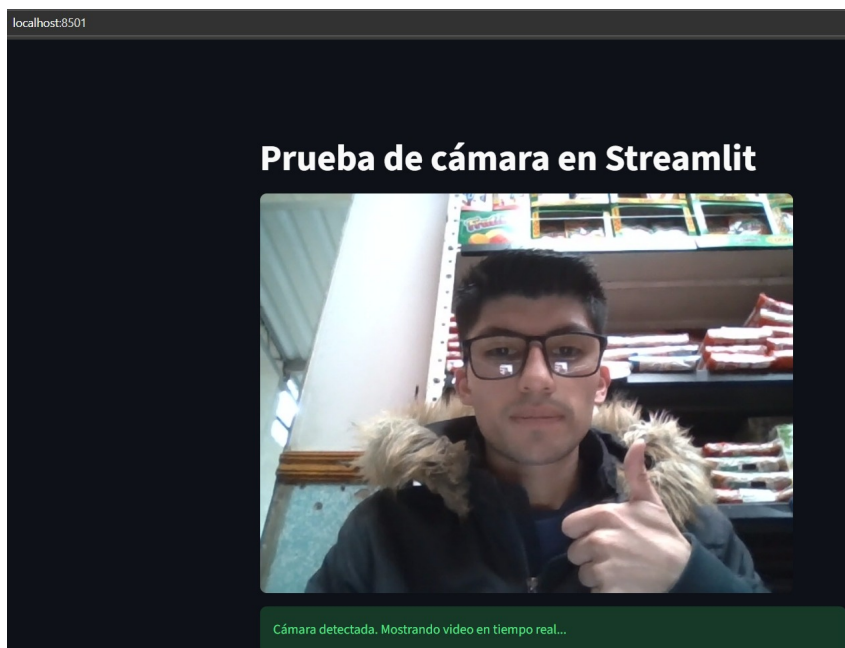 localhost:8501
Prueba de cámara en Streamlit
Cámara detectada. Mostrando video en tiempo real...